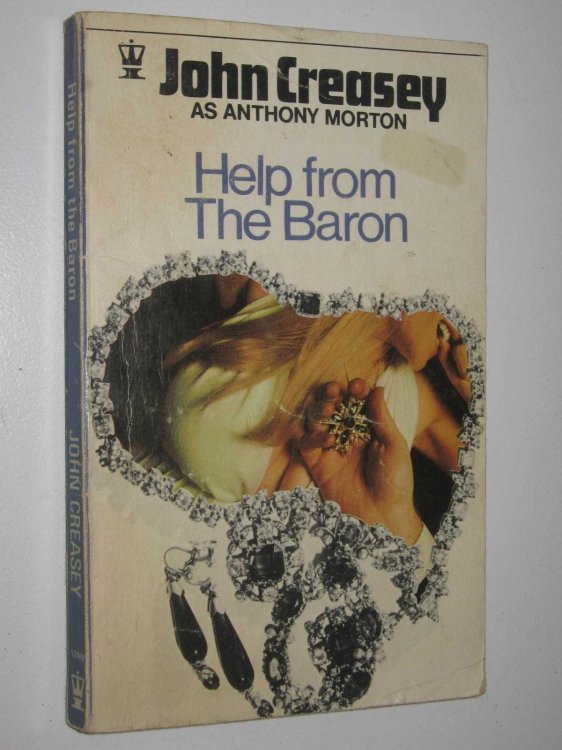 John Creasey
AS ANTHONY MORTON
Help from
The Baron
Help from the Baron
JOHN CREASEY